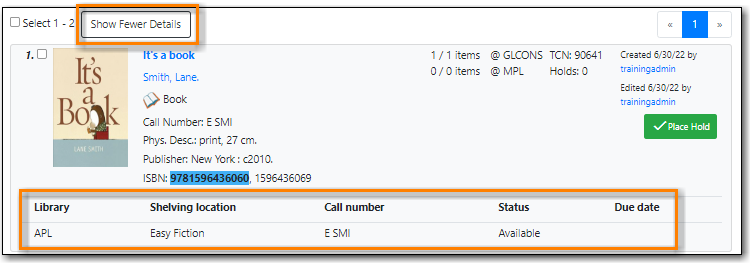 Select 1 - 2 Show Fewer Details « 1 »
1. It's a book 1 / 1 items @ GLCONS TCN: 90641 Created 6/30/22 by
trainingadmin
Smith, Lane. 0 / 0 items @ MPL Holds: 0
Edited 6/30/22 by
trainingadmin
It's
a
Book
LANE SMITH
Book
Place Hold
Call Number: E SMI
Phys. Desc.: print, 27 cm.
Publisher: New York : c2010.
ISBN: 9781596436060, 1596436069
Library Shelving location Call number Status Due date
APL Easy Fiction E SMI Available